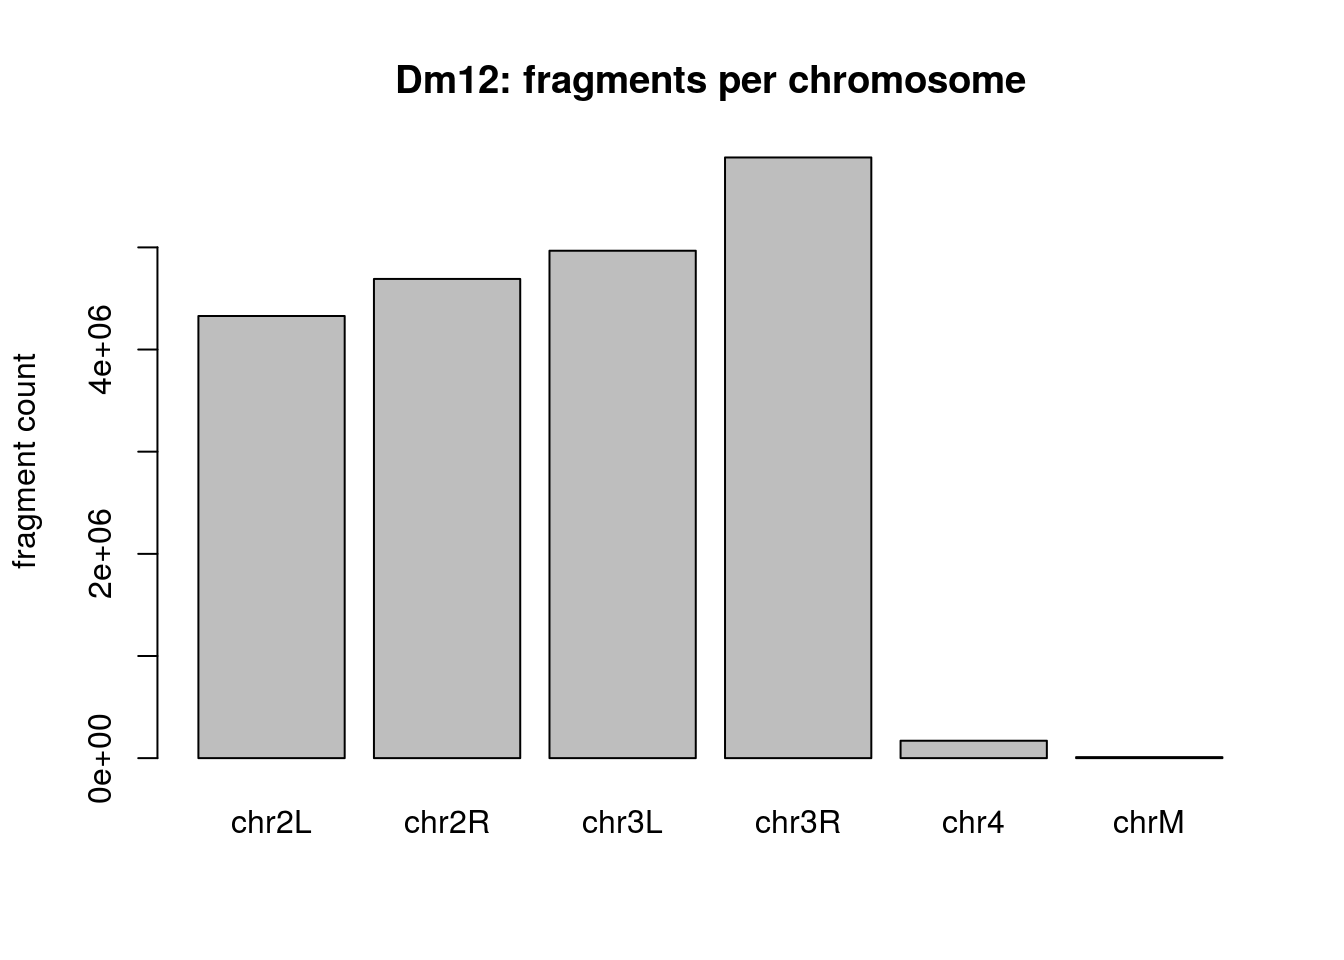 Dm12: fragments per chromosome
fragment count
4e+06
2e+06
0e+00
chr2L chr2R chr3L chr3R chr4 chrM